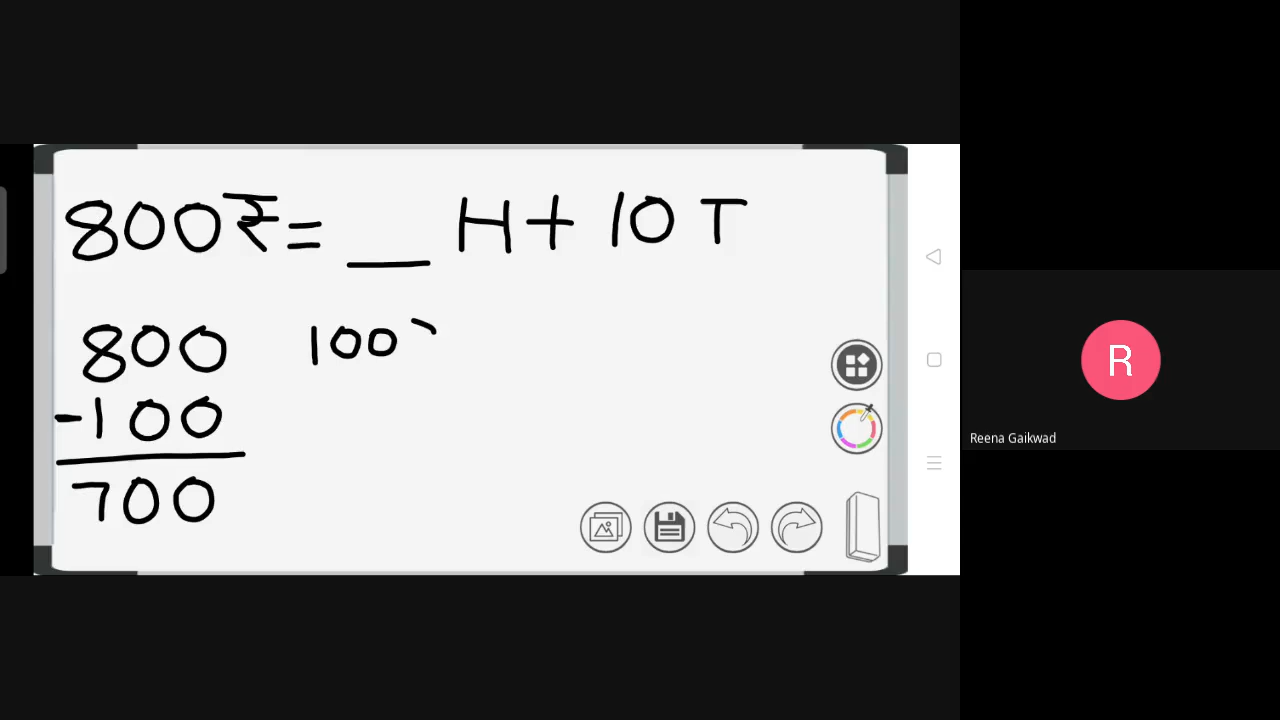 800₹ = __ H + 10 T
800 100
-100
700
R
Reena Gaikwad